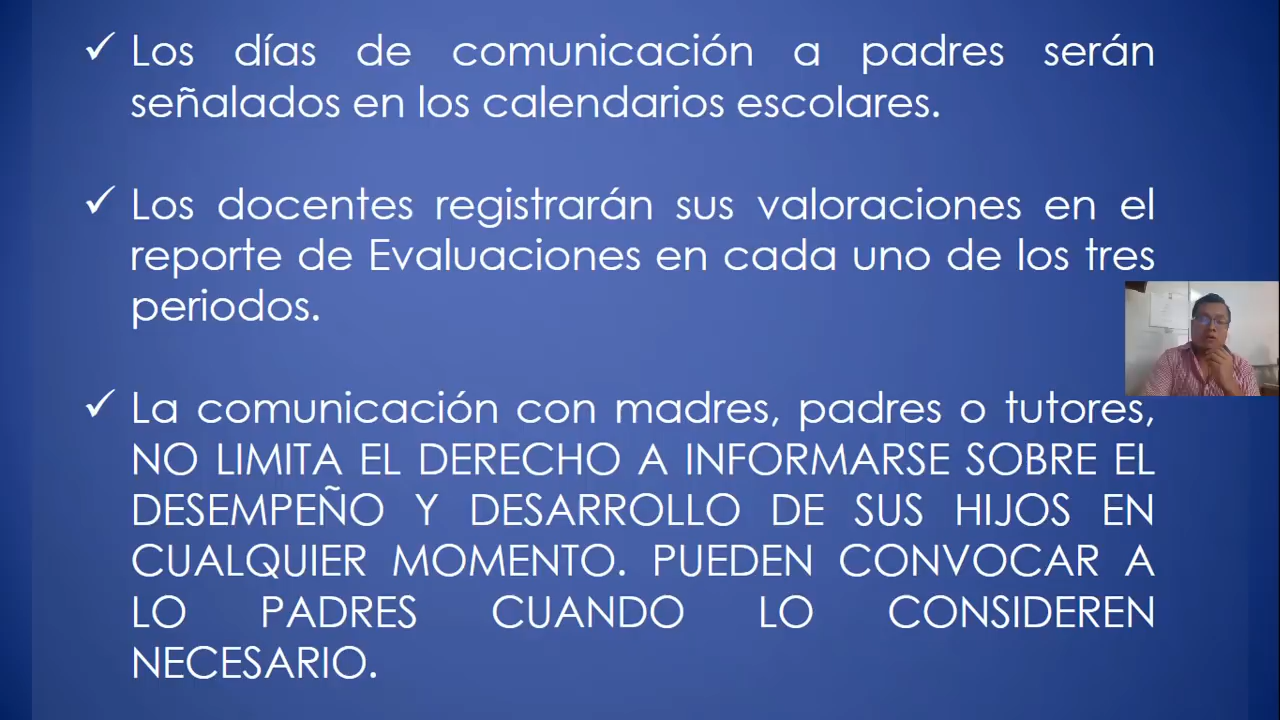 ✓ Los días de comunicación a padres serán
señalados en los calendarios escolares.
✓ Los docentes registrarán sus valoraciones en el
reporte de Evaluaciones en cada uno de los tres
periodos.
✓ La comunicación con madres, padres o tutores,
NO LIMITA EL DERECHO A INFORMARSE SOBRE EL
DESEMPEÑO Y DESARROLLO DE SUS HIJOS EN
CUALQUIER MOMENTO. PUEDEN CONVOCAR A
LO PADRES CUANDO LO CONSIDEREN
NECESARIO.